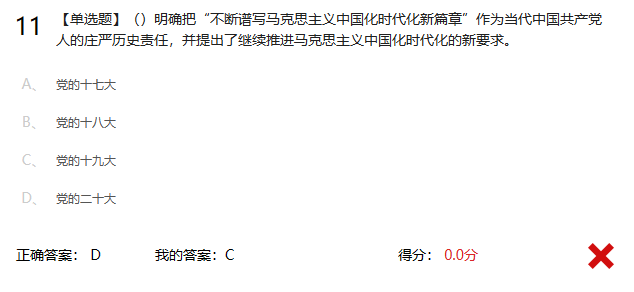 11 【单选题】（）明确把“不断谱写马克思主义中国化时代化新篇章”作为当代中国共产党
人的庄严历史责任，并提出了继续推进马克思主义中国化时代化的新要求。
A、 党的十七大
B、 党的十八大
C、 党的十九大
D、 党的二十大
正确答案： D 我的答案：C 得分： 0.0分